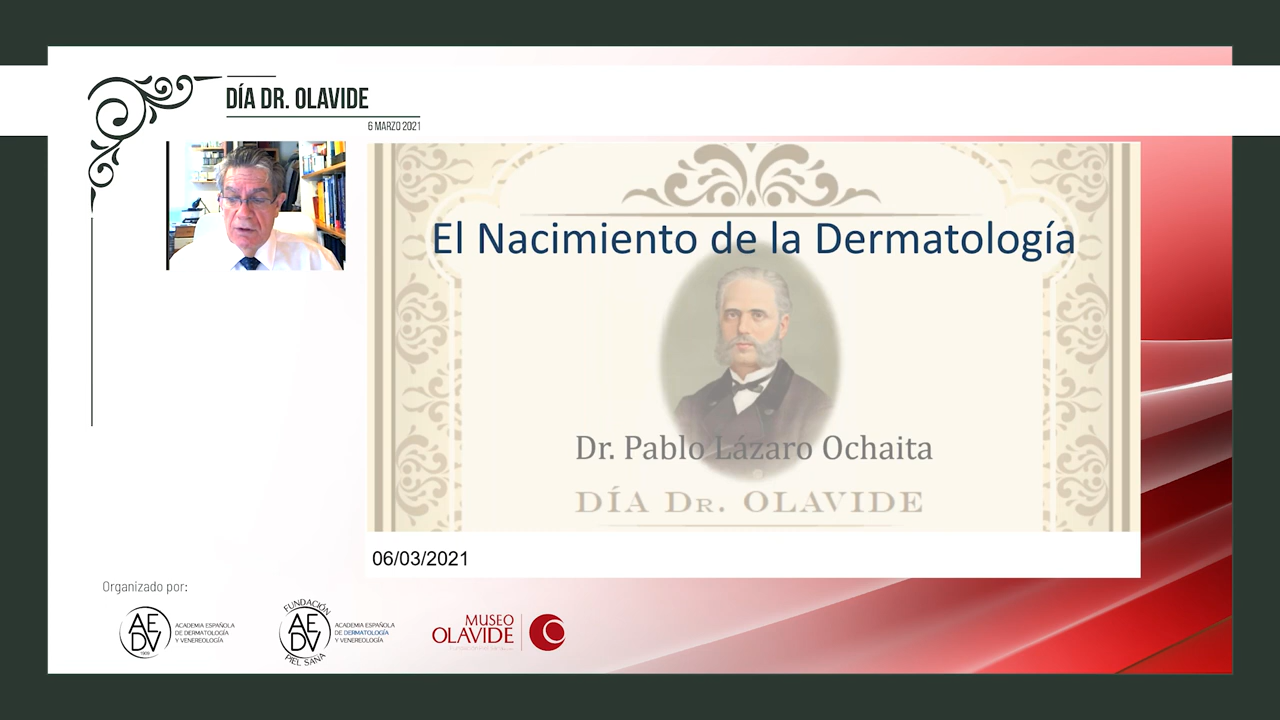 DÍA DR. OLAVIDE
6 MARZO 2021
El Nacimiento de la Dermatología
Dr. Pablo Lázaro Ochaita
DÍA DR. OLAVIDE
06/03/2021
Organizado por:
AEDV
1909
ACADEMIA ESPAÑOLA
DE DERMATOLOGÍA
Y VENEREOLOGÍA
FUNDACIÓN
AEDV
PIEL SANA
ACADEMIA ESPAÑOLA
DE DERMATOLOGÍA
Y VENEREOLOGÍA
MUSEO
OLAVIDE